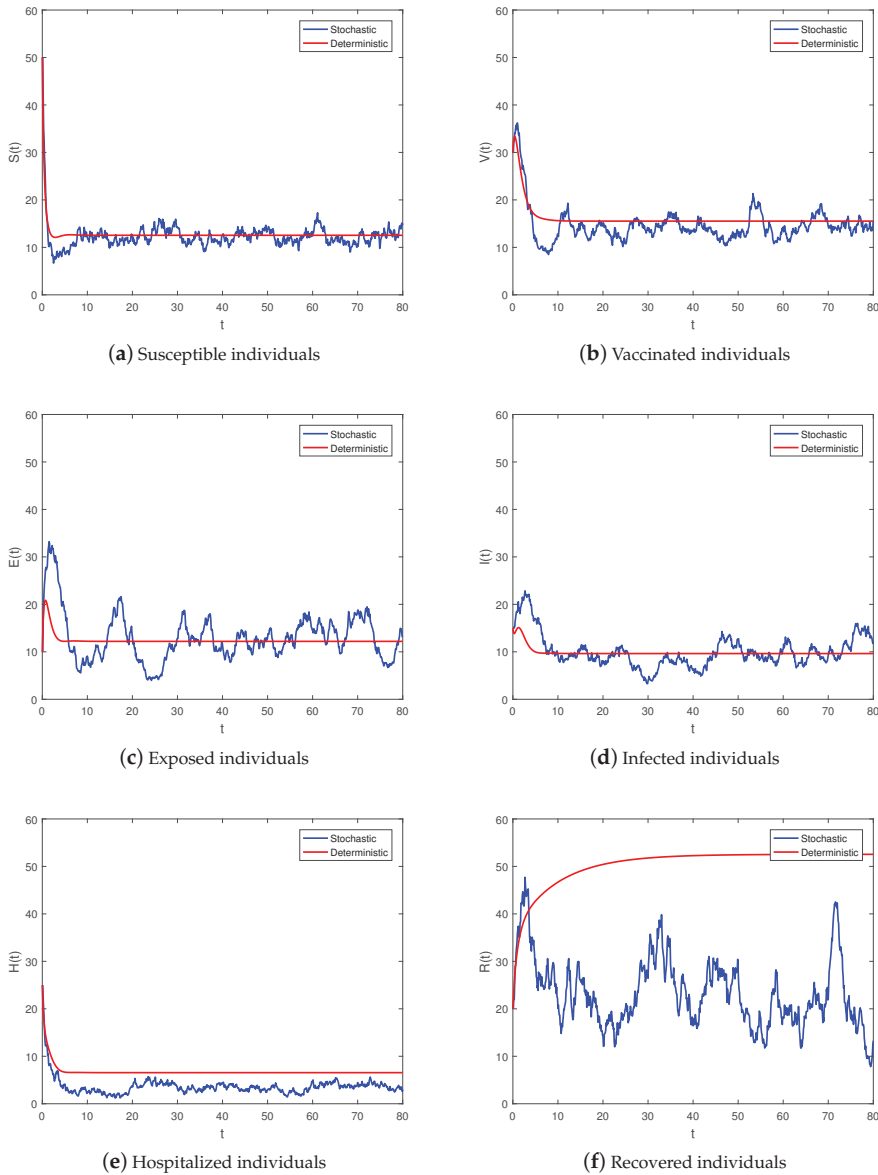 60
50
40
30
20
10
0
S(t)
Stochastic
Deterministic
0 10 20 30 40 50 60 70 80
t
(a) Susceptible individuals
60
50
40
30
20
10
0
V(t)
Stochastic
Deterministic
0 10 20 30 40 50 60 70 80
t
(b) Vaccinated individuals
60
50
40
30
20
10
0
E(t)
Stochastic
Deterministic
0 10 20 30 40 50 60 70 80
t
(c) Exposed individuals
60
50
40
30
20
10
0
I(t)
Stochastic
Deterministic
0 10 20 30 40 50 60 70 80
t
(d) Infected individuals
60
50
40
30
20
10
0
H(t)
Stochastic
Deterministic
0 10 20 30 40 50 60 70 80
t
(e) Hospitalized individuals
60
50
40
30
20
10
0
R(t)
Stochastic
Deterministic
0 10 20 30 40 50 60 70 80
t
(f) Recovered individuals